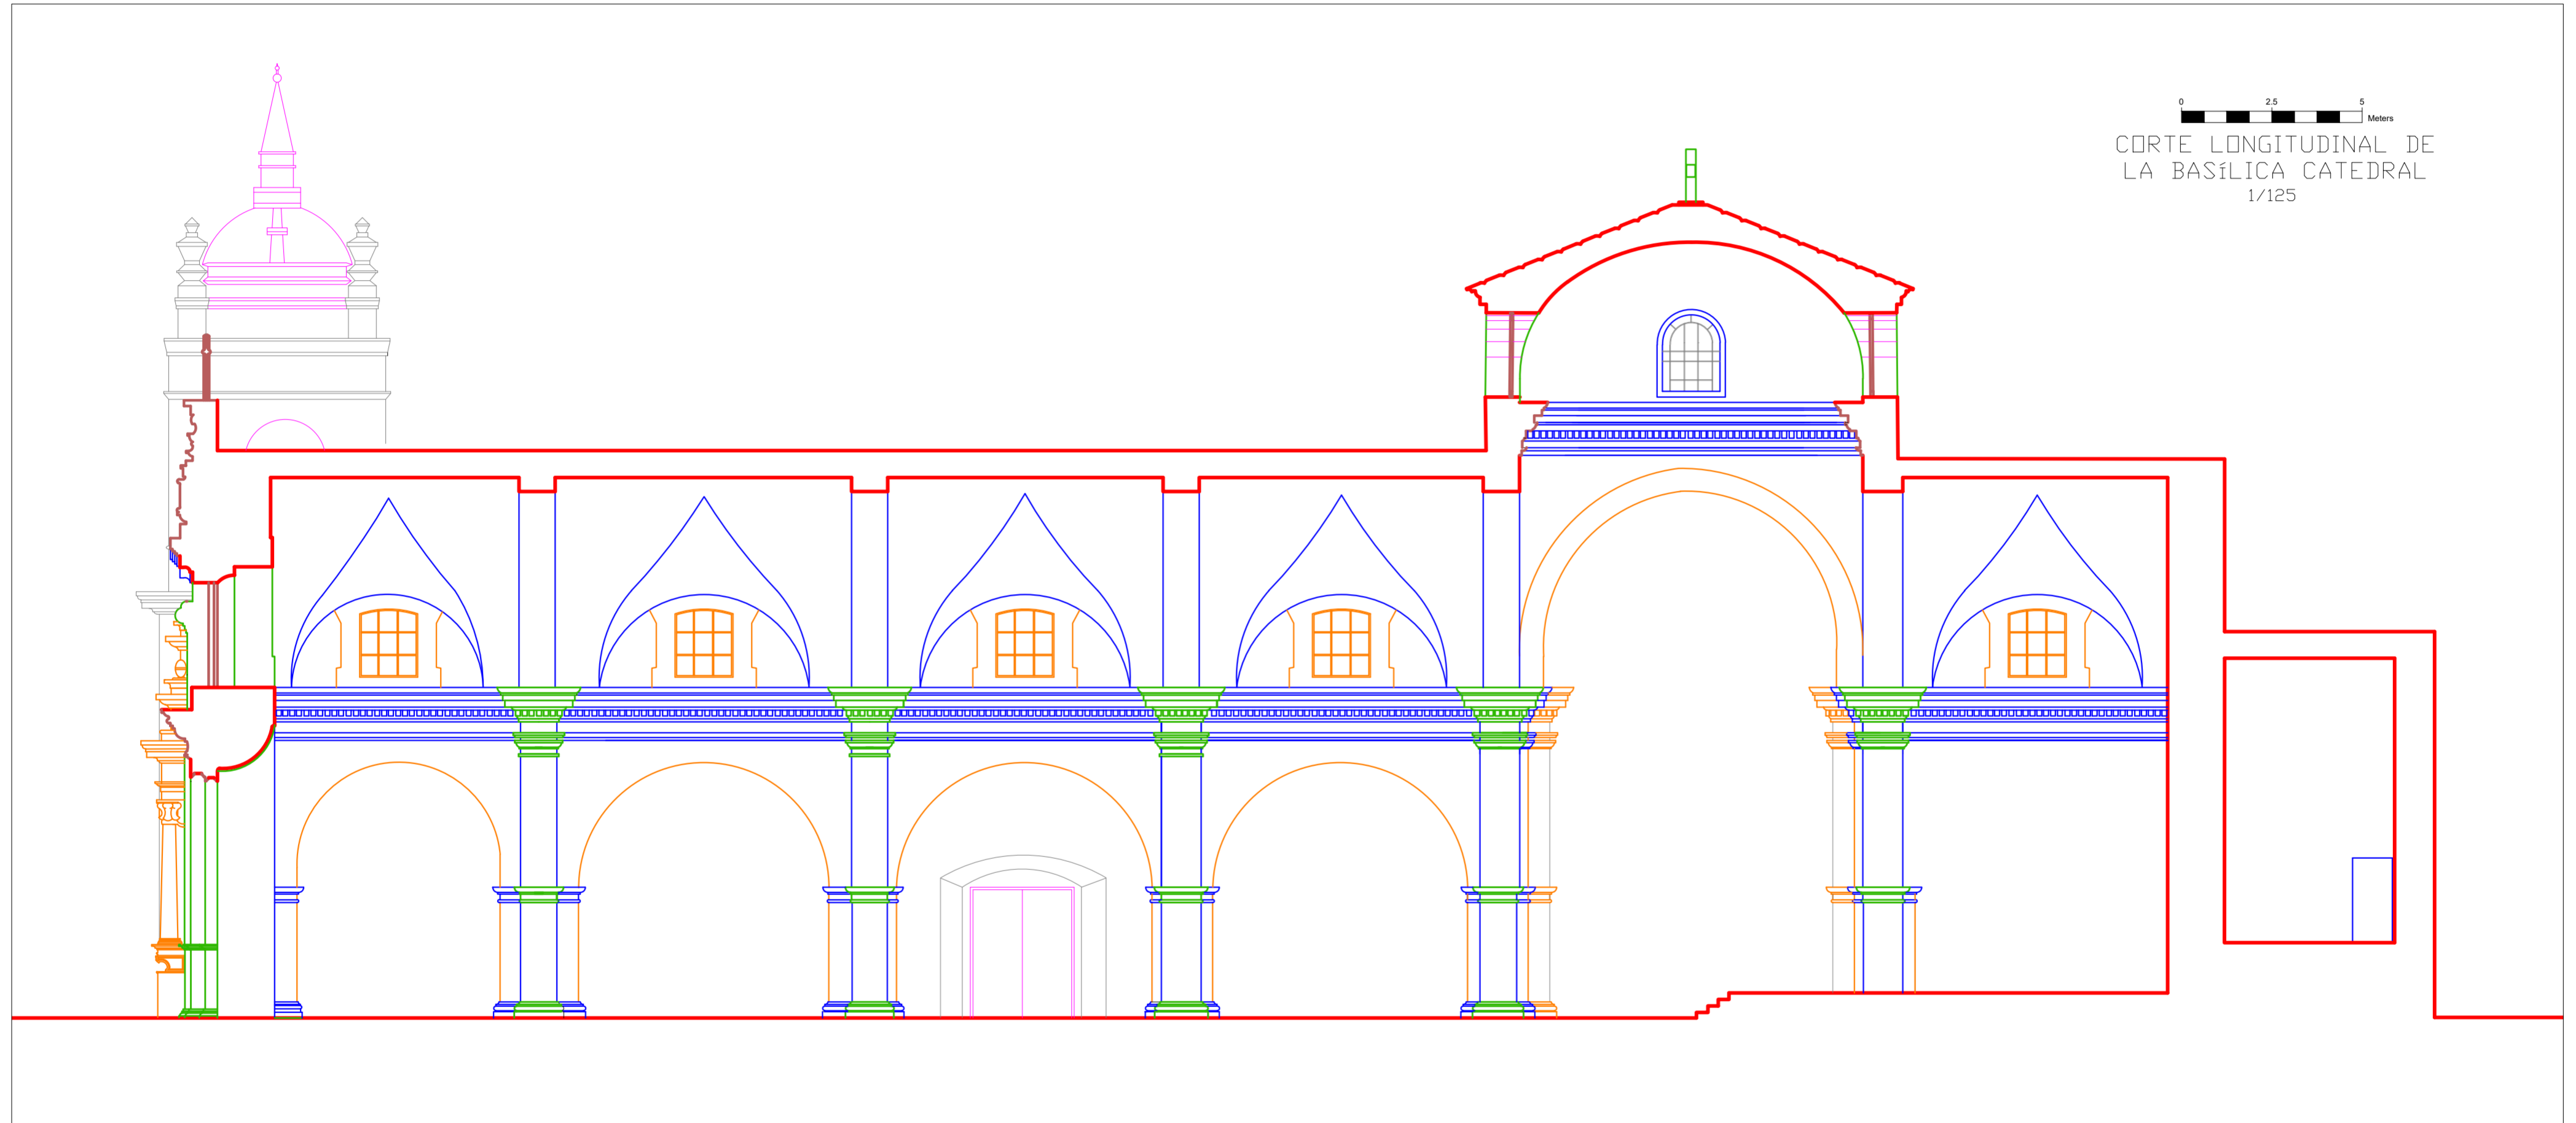 0 2.5 5
Meters
CORTE LONGITUDINAL DE
LA BASíLICA CATEDRAL
1/125